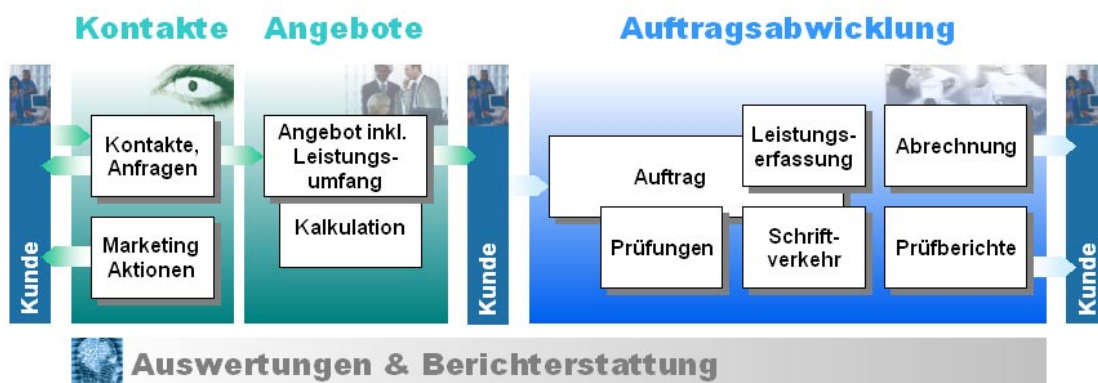 Kontakte
Angebote
Auftragsabwicklung
Kunde
Kontakte,
Anfragen
Marketing
Aktionen
Angebot inkl.
Leistungs-
umfang
Kalkulation
Kunde
Auftrag
Leistungs-
erfassung
Abrechnung
Prüfungen
Schrift-
verkehr
Prüfberichte
Kunde
Auswertungen & Berichterstattung